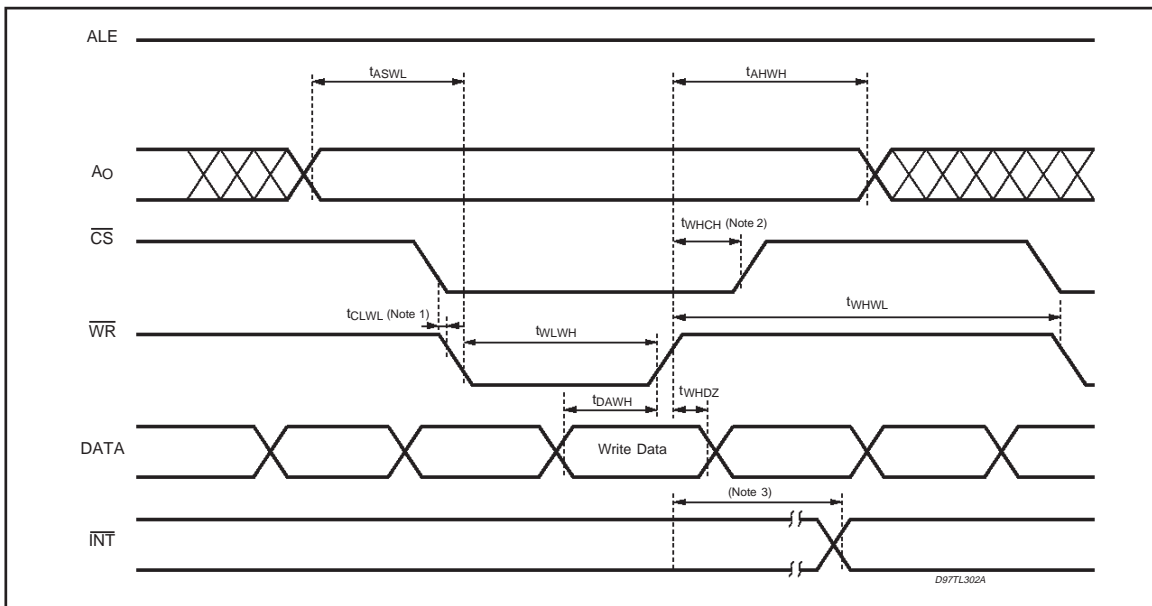 ALE
tASWL
tAHWH
AO
tWHCH (Note 2)
CS
tCLWL (Note 1)
tWHWL
WR
tWLWH
tDAWH
tWHDZ
DATA
Write Data
(Note 3)
INT
D97TL302A